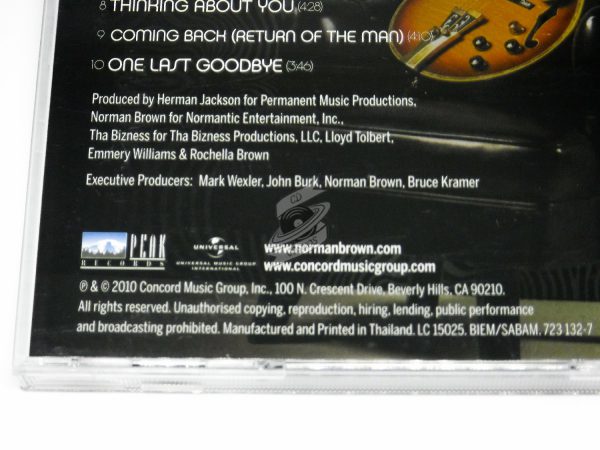 8 THINKING ABOUT YOU (4:28)
9 COMING BACK (RETURN OF THE MAN) (4:10)
10 ONE LAST GOODBYE (3:46)
Produced by Herman Jackson for Permanent Music Productions,
Norman Brown for Normantic Entertainment, Inc.,
Tha Bizness for Tha Bizness Productions, LLC, Lloyd Tolbert,
Emmery Williams & Rochella Brown
Executive Producers: Mark Wexler, John Burk, Norman Brown, Bruce Kramer
PEAK
RECORDS
UNIVERSAL
UNIVERSAL MUSIC GROUP
INTERNATIONAL
www.normanbrown.com
www.concordmusicgroup.com
℗ & © 2010 Concord Music Group, Inc., 100 N. Crescent Drive, Beverly Hills, CA 90210.
All rights reserved. Unauthorised copying, reproduction, hiring, lending, public performance
and broadcasting prohibited. Manufactured and Printed in Thailand. LC 15025. BIEM/SABAM. 723 132-7
CD